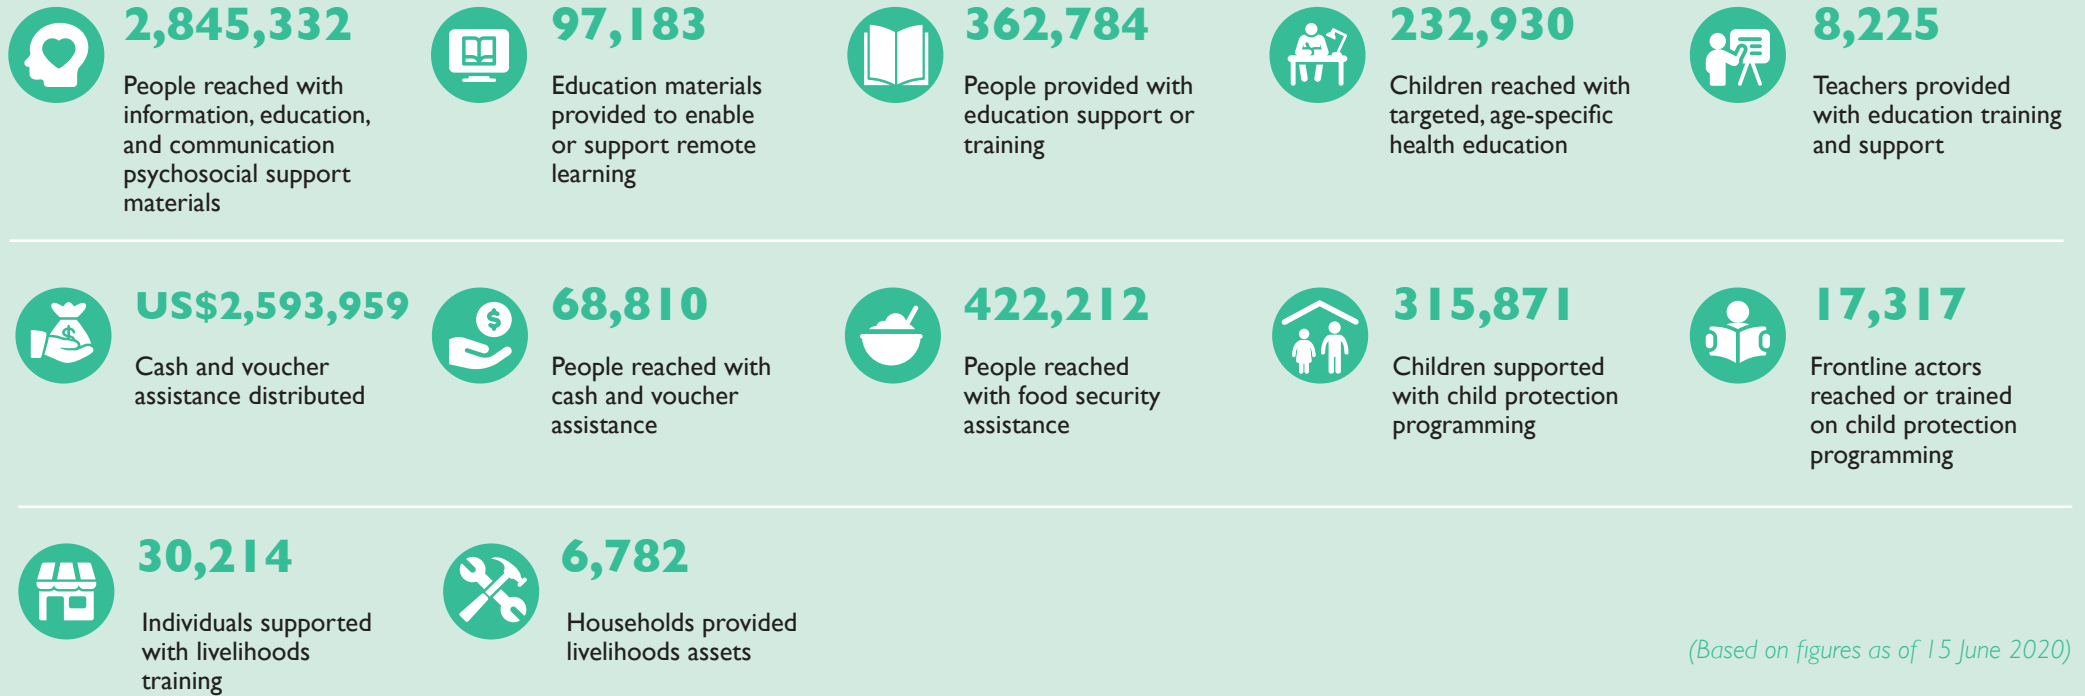 2,845,332
People reached with
information, education,
and communication
psychosocial support
materials
97,183
Education materials
provided to enable
or support remote
learning
362,784
People provided with
education support or
training
232,930
Children reached with
targeted, age-specific
health education
8,225
Teachers provided
with education training
and support
US$2,593,959
Cash and voucher
assistance distributed
68,810
People reached with
cash and voucher
assistance
422,212
People reached
with food security
assistance
315,871
Children supported
with child protection
programming
17,317
Frontline actors
reached or trained
on child protection
programming
30,214
Individuals supported
with livelihoods
training
6,782
Households provided
livelihoods assets
(Based on figures as of 15 June 2020)